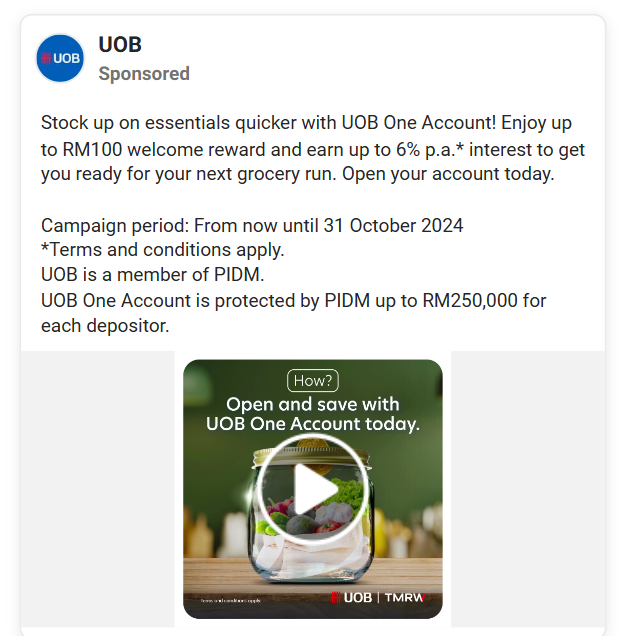 UOB
UOB
Sponsored
Stock up on essentials quicker with UOB One Account! Enjoy up
to RM100 welcome reward and earn up to 6% p.a.* interest to get
you ready for your next grocery run. Open your account today.
Campaign period: From now until 31 October 2024
*Terms and conditions apply.
UOB is a member of PIDM.
UOB One Account is protected by PIDM up to RM250,000 for
each depositor.
How?
Open and save with
UOB One Account today.
Terms and conditions apply.
UOB | TMRW